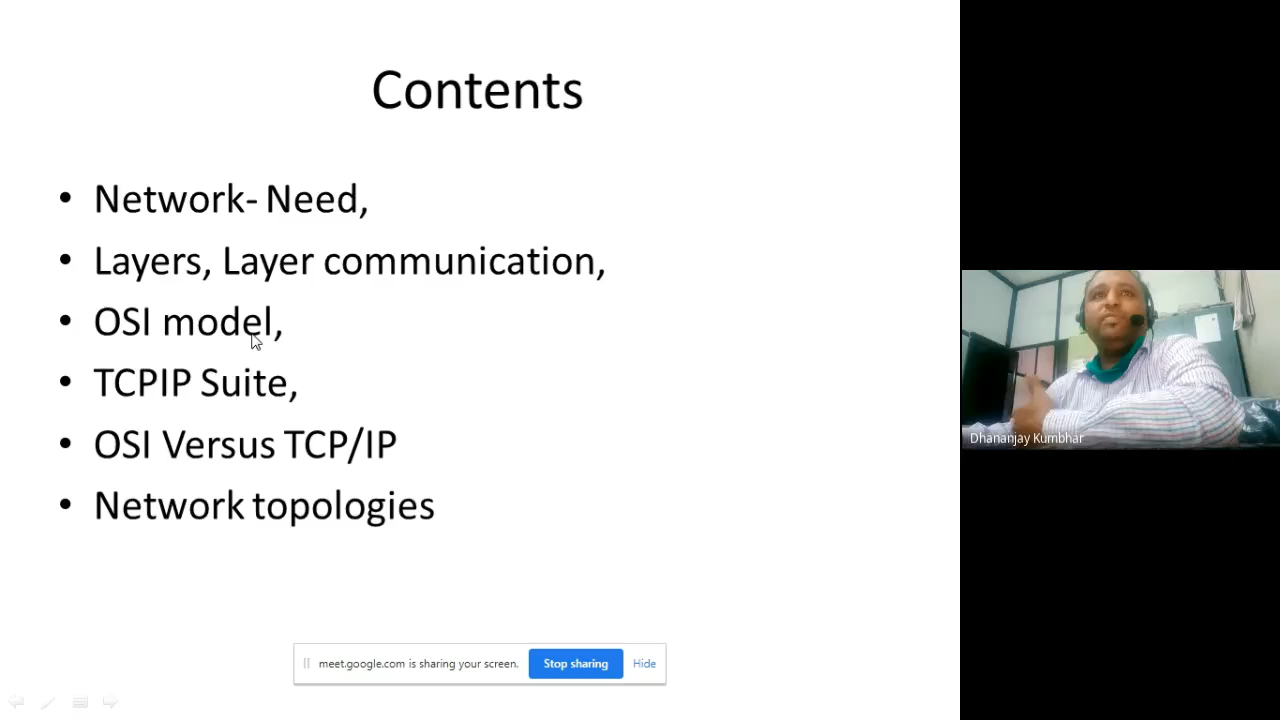 Contents
• Network- Need,
• Layers, Layer communication,
• OSI model,
• TCPIP Suite,
• OSI Versus TCP/IP
• Network topologies
Dhananjay Kumbhar
meet.google.com is sharing your screen. Stop sharing Hide